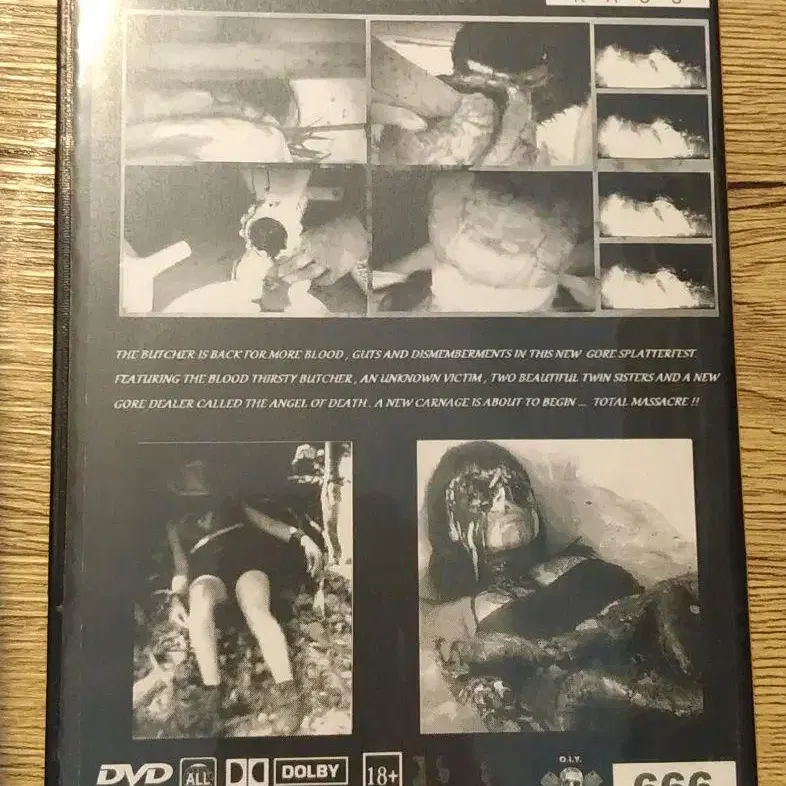 THE BUTCHER IS BACK FOR MORE BLOOD , GUTS AND DISMEMBERMENTS IN THIS NEW GORE SPLATTERFEST
FEATURING THE BLOOD THIRSTY BUTCHER , AN UNKNOWN VICTIM , TWO BEAUTIFUL TWIN SISTERS AND A NEW
GORE DEALER CALLED THE ANGEL OF DEATH . A NEW CARNAGE IS ABOUT TO BEGIN ... TOTAL MASSACRE !!
DVD ALL DOLBY 18+ D.I.Y. 666